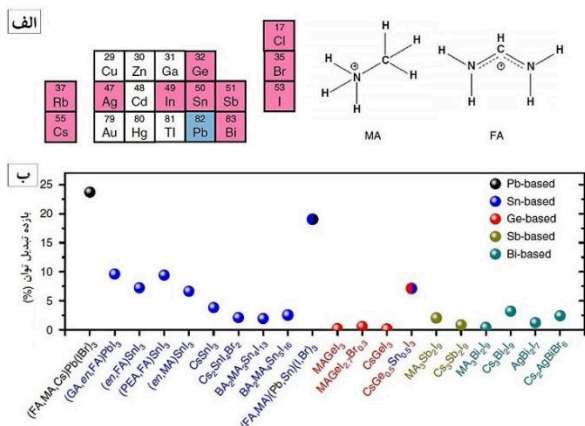 الف
17
Cl
35
Br
53
I
29 30 31 32
Cu Zn Ga Ge
37 47 48 49 50 51
Rb Ag Cd In Sn Sb
55 79 80 81 82 83
Cs Au Hg Tl Pb Bi
H
C H
H N H
H H
MA
H
C
H N N H
H H
FA
ب
بازده تبدیل توان (%)
25
20
15
10
5
0
Pb-based
Sn-based
Ge-based
Sb-based
Bi-based
(FA,MA,Cs)Pb(IBr)3
(GA,en,FA)PbI3
(en,FA)SnI3
(PEA,FA)SnI3
(en,MA)SnI3
CsSnI3
Cs2SnI4Br2
BA2MA3Sn4I13
BA2MA4Sn5I16
(FA,MA)(Pb,Sn)(I,Br)3
MAGeI3
MAGeI2.7Br0.3
CsGeI3
CsGe0.5Sn0.5I3
MA3Sb2I9
Cs3Sb2I9
MA3Bi2I9
Cs3Bi2I9
AgBi2I7
Cs2AgBiBr6